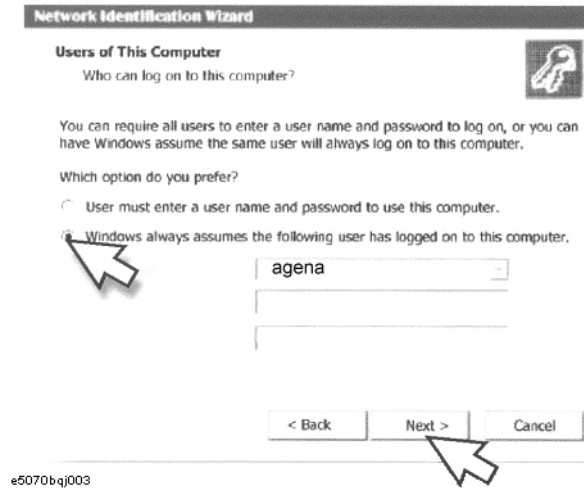 Network Identification Wizard
Users of This Computer
Who can log on to this computer?
You can require all users to enter a user name and password to log on, or you can
have Windows assume the same user will always log on to this computer.
Which option do you prefer?
User must enter a user name and password to use this computer.
Windows always assumes the following user has logged on to this computer.
agena
< Back Next > Cancel
e5070bqj003